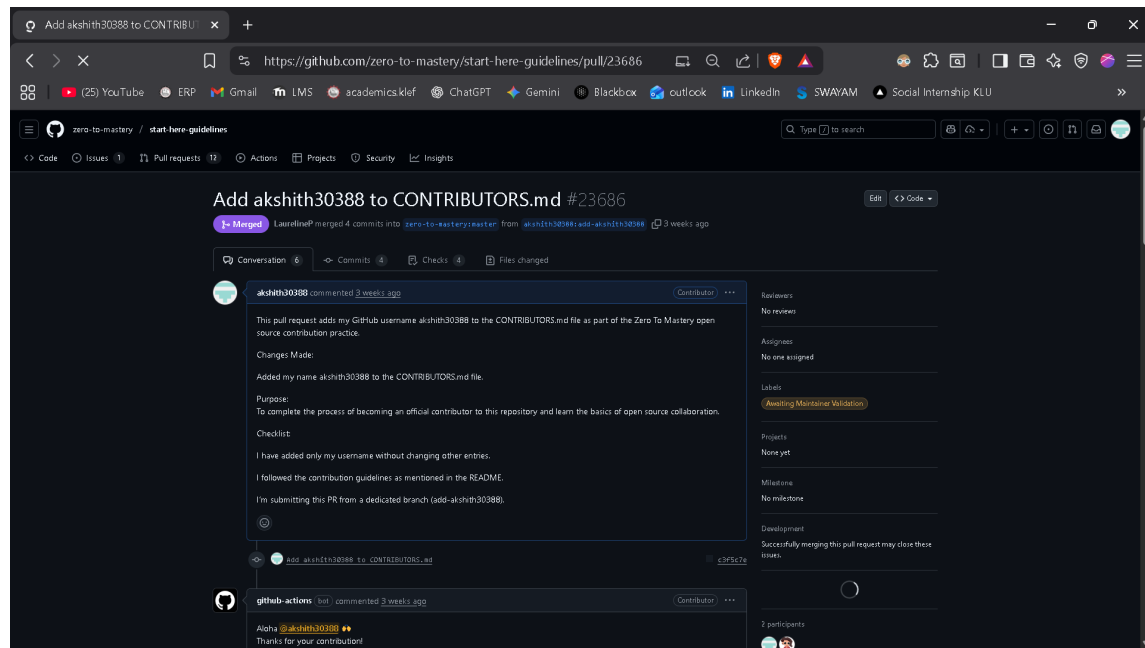 Add akshith30388 to CONTRIBUT
https://github.com/zero-to-mastery/start-here-guidelines/pull/23686
(25) YouTube ERP Gmail LMS academics.klef ChatGPT Gemini Blackbox outlook LinkedIn SWAYAM Social Internship KLU
zero-to-mastery / start-here-guidelines
Type / to search
Code Issues 1 Pull requests 12 Actions Projects Security Insights
Add akshith30388 to CONTRIBUTORS.md #23686
Edit Code
Merged LaurelineP merged 4 commits into zero-to-mastery:master from akshith30388:add-akshith30388 3 weeks ago
Conversation 6 Commits 4 Checks 4 Files changed
akshith30388 commented 3 weeks ago Contributor
This pull request adds my GitHub username akshith30388 to the CONTRIBUTORS.md file as part of the Zero To Mastery open
source contribution practice.
Changes Made:
Added my name akshith30388 to the CONTRIBUTORS.md file.
Purpose:
To complete the process of becoming an official contributor to this repository and learn the basics of open source collaboration.
Checklist:
I have added only my username without changing other entries.
I followed the contribution guidelines as mentioned in the README.
I'm submitting this PR from a dedicated branch (add-akshith30388).
Add akshith30388 to CONTRIBUTORS.md c3f5c7e
github-actions bot commented 3 weeks ago Contributor
Aloha @akshith30388
Thanks for your contribution!
Reviewers
No reviews
Assignees
No one assigned
Labels
Awaiting Maintainer Validation
Projects
None yet
Milestone
No milestone
Development
Successfully merging this pull request may close these
issues.
2 participants